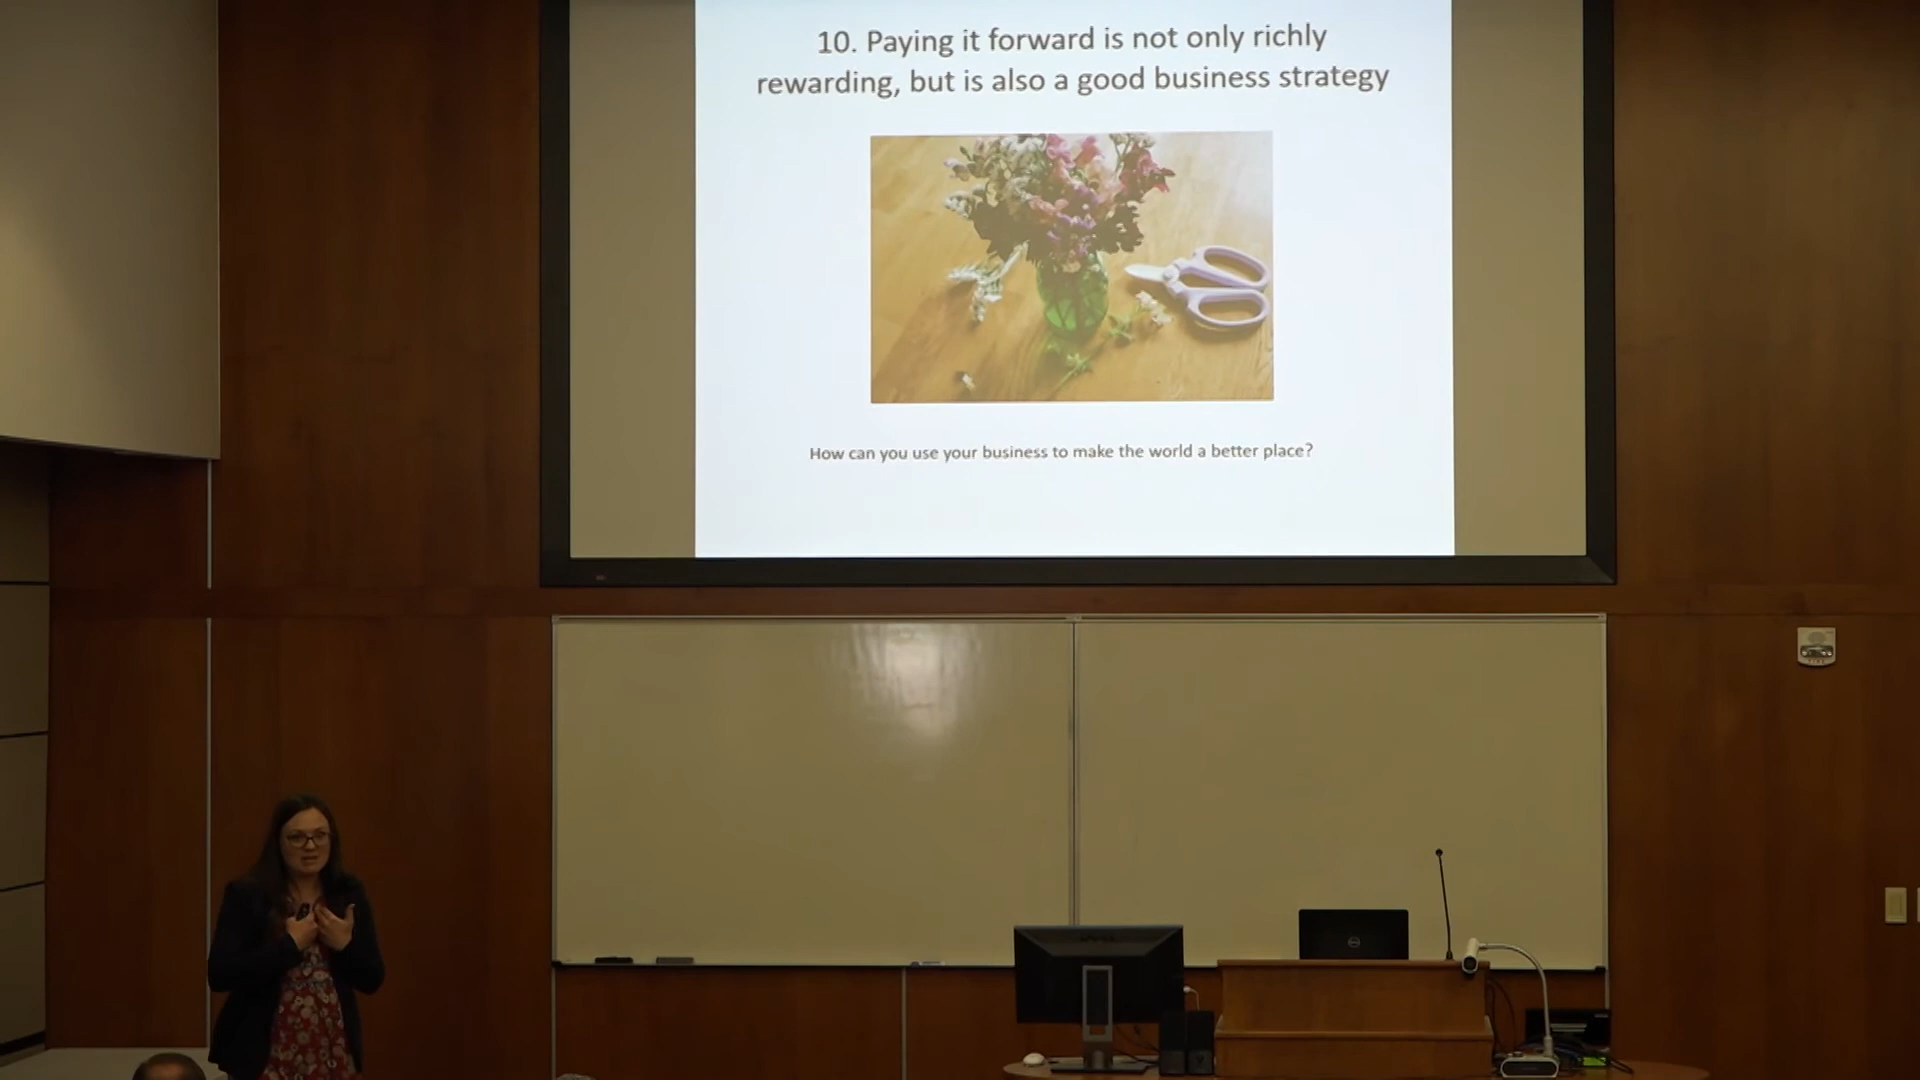 10. Paying it forward is not only richly
rewarding, but is also a good business strategy
How can you use your business to make the world a better place?